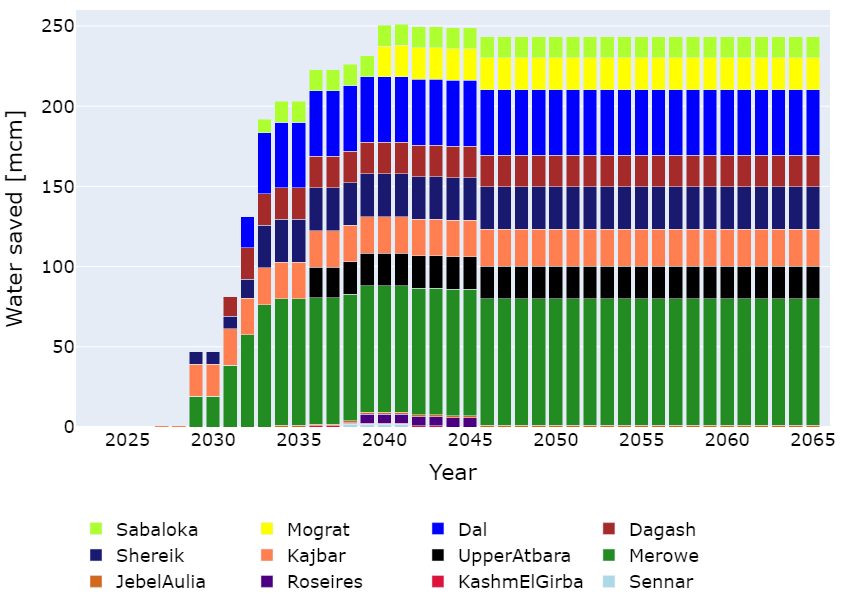 250
200
150
100
50
0
Water saved [mcm]
2025 2030 2035 2040 2045 2050 2055 2060 2065
Year
Sabaloka Mograt Dal Dagash
Shereik Kajbar UpperAtbara Merowe
JebelAulia Roseires KashmElGirba Sennar